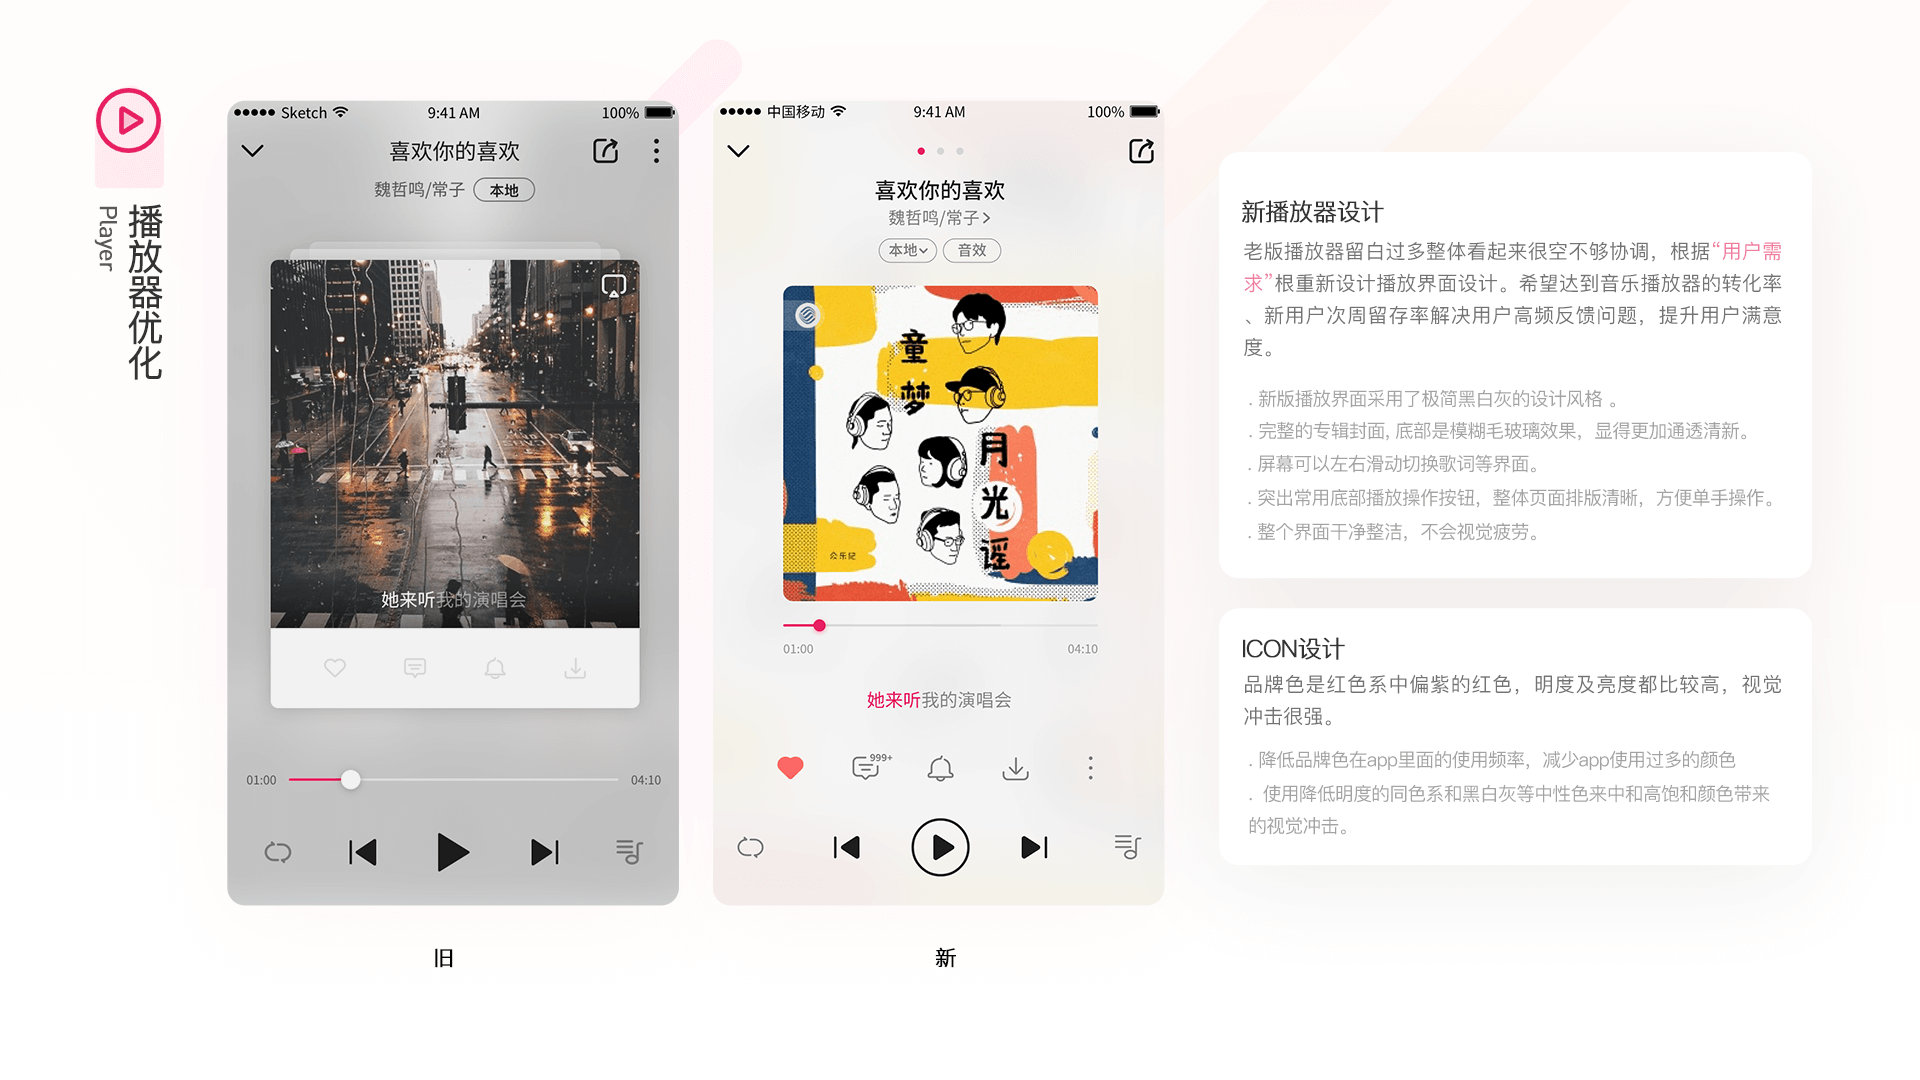 播放器优化
Player
Sketch
9:41 AM
100%
喜欢你的喜欢
魏哲鸣/常子
本地
她来听我的演唱会
01:00
04:10
旧
中国移动
9:41 AM
100%
喜欢你的喜欢
魏哲鸣/常子
本地
音效
童梦
月光谣
公乐记
01:00
04:10
她来听我的演唱会
999+
新
新播放器设计
老版播放器留白过多整体看起来很空不够协调，根据“用户需
求”根重新设计播放界面设计。希望达到音乐播放器的转化率
、新用户次周留存率解决用户高频反馈问题，提升用户满意
度。
. 新版播放界面采用了极简黑白灰的设计风格 。
. 完整的专辑封面, 底部是模糊毛玻璃效果，显得更加通透清新。
. 屏幕可以左右滑动切换歌词等界面。
. 突出常用底部播放操作按钮，整体页面排版清晰，方便单手操作。
. 整个界面干净整洁，不会视觉疲劳。
ICON设计
品牌色是红色系中偏紫的红色，明度及亮度都比较高，视觉
冲击很强。
. 降低品牌色在app里面的使用频率，减少app使用过多的颜色
. 使用降低明度的同色系和黑白灰等中性色来中和高饱和颜色带来
的视觉冲击。